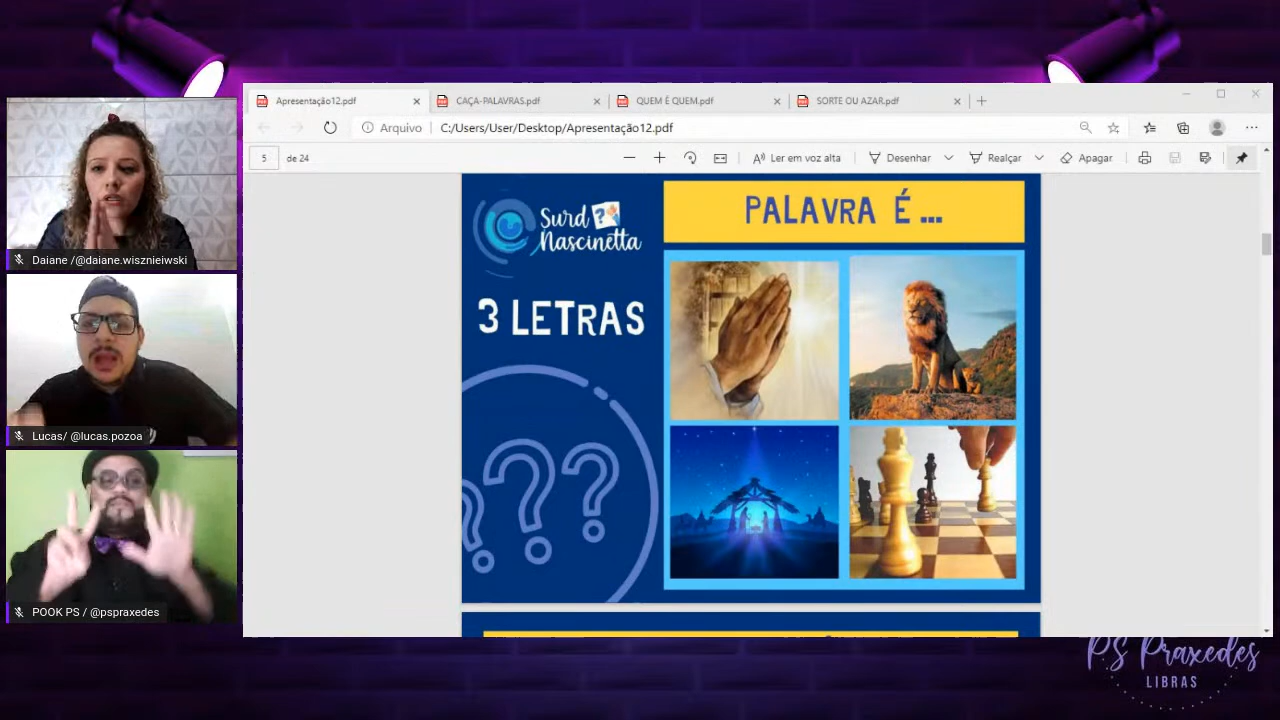 Apresentação12.pdf
CAÇA-PALAVRAS.pdf
QUEM É QUEM.pdf
SORTE OU AZAR.pdf
Arquivo
C:/Users/User/Desktop/Apresentação12.pdf
5 de 24
Ler em voz alta
Desenhar
Realçar
Apagar
Surd
Nascinetta
PALAVRA É...
3 LETRAS
???
Daiane /@daiane.wisznieiwski
Lucas/ @lucas.pozoa
POOK PS / @pspraxedes
PS Praxedes
LIBRAS